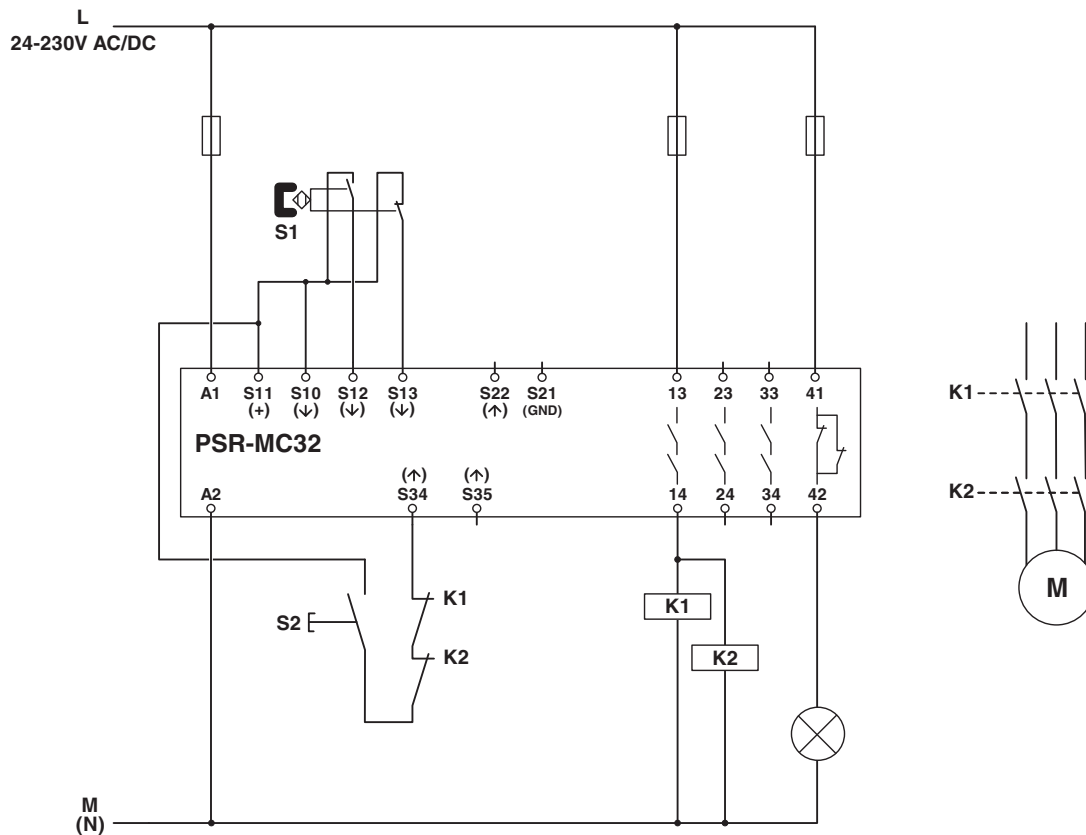 L
24-230V AC/DC
S1
A1 S11 S10 S12 S13 S22 S21 13 23 33 41
(+) (↓) (↓) (↓) (↑) (GND)
PSR-MC32
(↑) (↑)
A2 S34 S35 14 24 34 42
K1
K2
M
S2
K1
K2
K1
K2
M
(N)